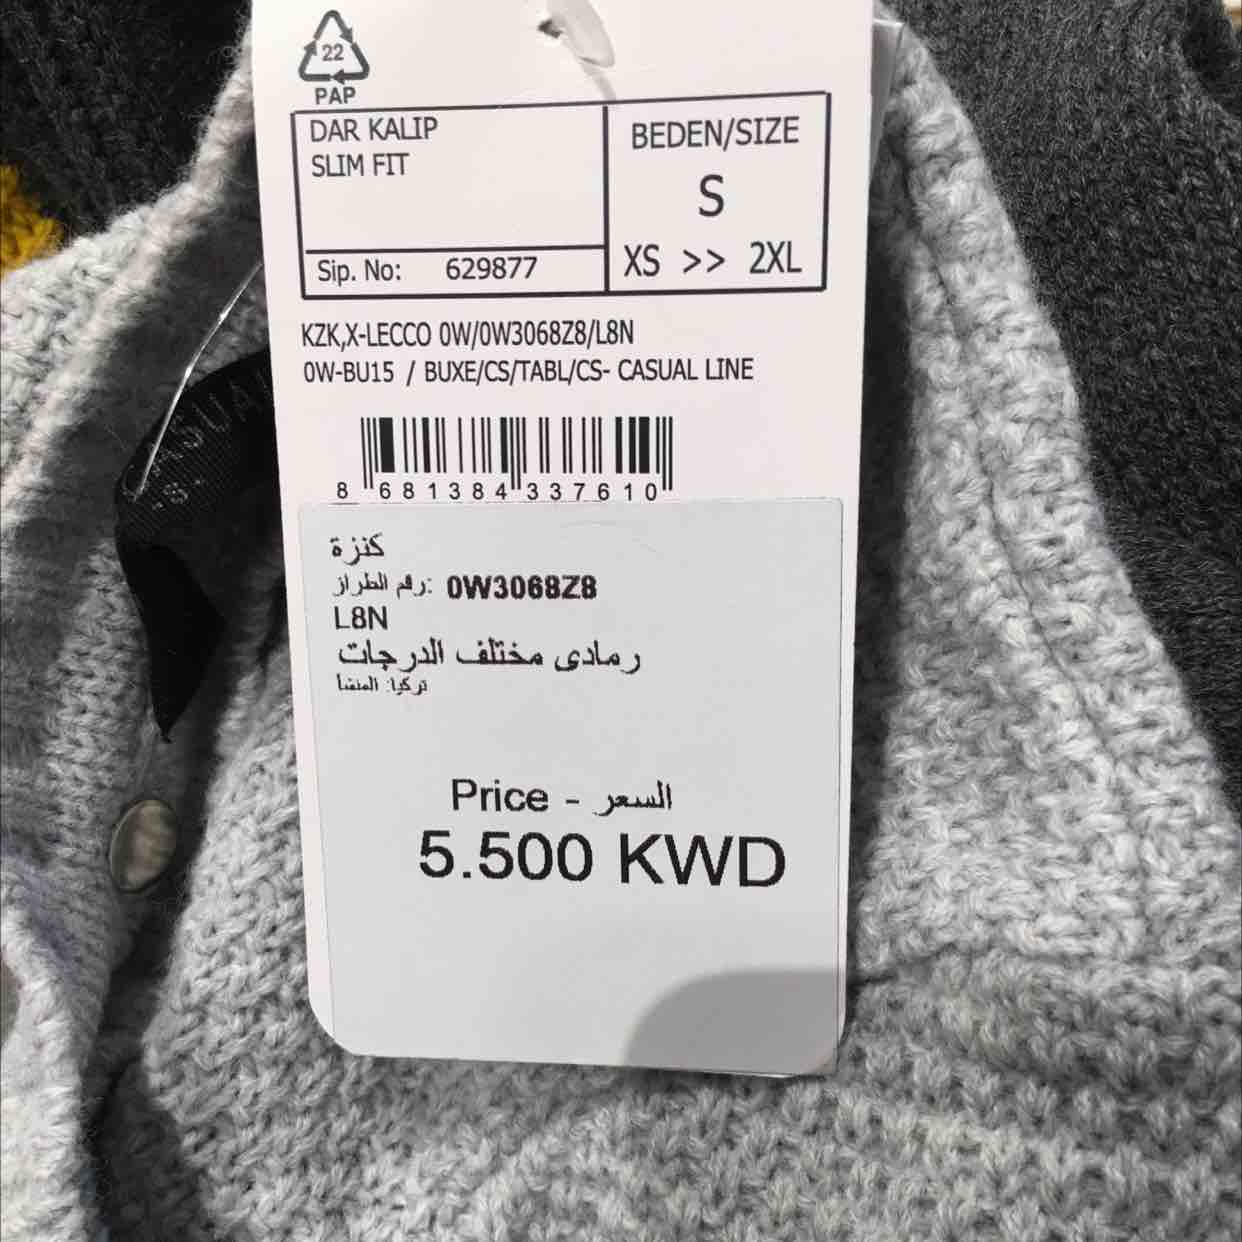 22
PAP
DAR KALIP
SLIM FIT
Sip. No: 629877
BEDEN/SIZE
S
XS >> 2XL
KZK,X-LECCO 0W/0W3068Z8/L8N
0W-BU15 / BUXE/CS/TABL/CS- CASUAL LINE
8 681384 337610
كنزة
رقم الطراز: 0W3068Z8
L8N
رمادى مختلف الدرجات
تركيا: المنشأ
Price - السعر
5.500 KWD